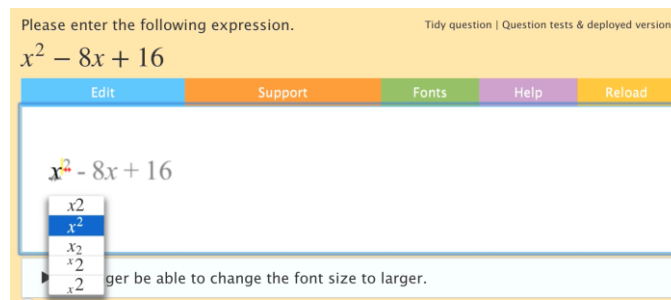 Please enter the following expression.
Tidy question | Question tests & deployed version
x² – 8x + 16
Edit Support Fonts Help Reload
x² - 8x + 16
x2
x²
x₂
ˣ2
ₓ2
ger be able to change the font size to larger.